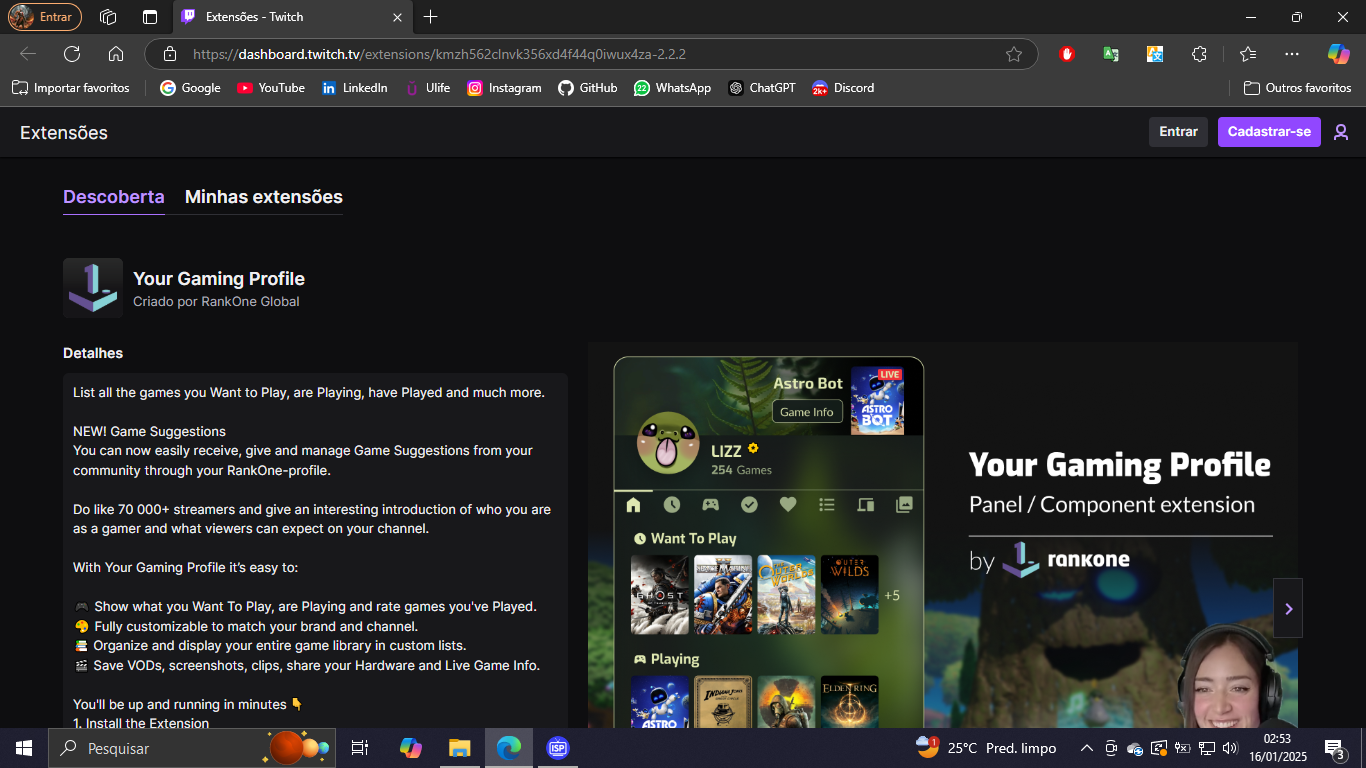 Entrar
Extensões - Twitch
https://dashboard.twitch.tv/extensions/kmzh562clnvk356xd4f44q0iwux4za-2.2.2
Importar favoritos
Google
YouTube
LinkedIn
Ulife
Instagram
GitHub
22
WhatsApp
ChatGPT
2k+
Discord
Outros favoritos
Extensões
Entrar
Cadastrar-se
Descoberta
Minhas extensões
Your Gaming Profile
Criado por RankOne Global
Detalhes
List all the games you Want to Play, are Playing, have Played and much more.
NEW! Game Suggestions
You can now easily receive, give and manage Game Suggestions from your
community through your RankOne-profile.
Do like 70 000+ streamers and give an interesting introduction of who you are
as a gamer and what viewers can expect on your channel.
With Your Gaming Profile it's easy to:
🎮 Show what you Want To Play, are Playing and rate games you've Played.
🎨 Fully customizable to match your brand and channel.
📚 Organize and display your entire game library in custom lists.
🎬 Save VODs, screenshots, clips, share your Hardware and Live Game Info.
You'll be up and running in minutes 👇
1. Install the Extension
Astro Bot
Game Info
LIVE
ASTRO
BOT
LIZZ
254 Games
Want To Play
GHOST
OUTER
WORLDS
OUTER
WILDS
+5
Playing
ASTRO
INDIANA JONES
ELDEN RING
Your Gaming Profile
Panel / Component extension
by rankone
Pesquisar
ISP
1
25°C Pred. limpo
02:53
16/01/2025
3